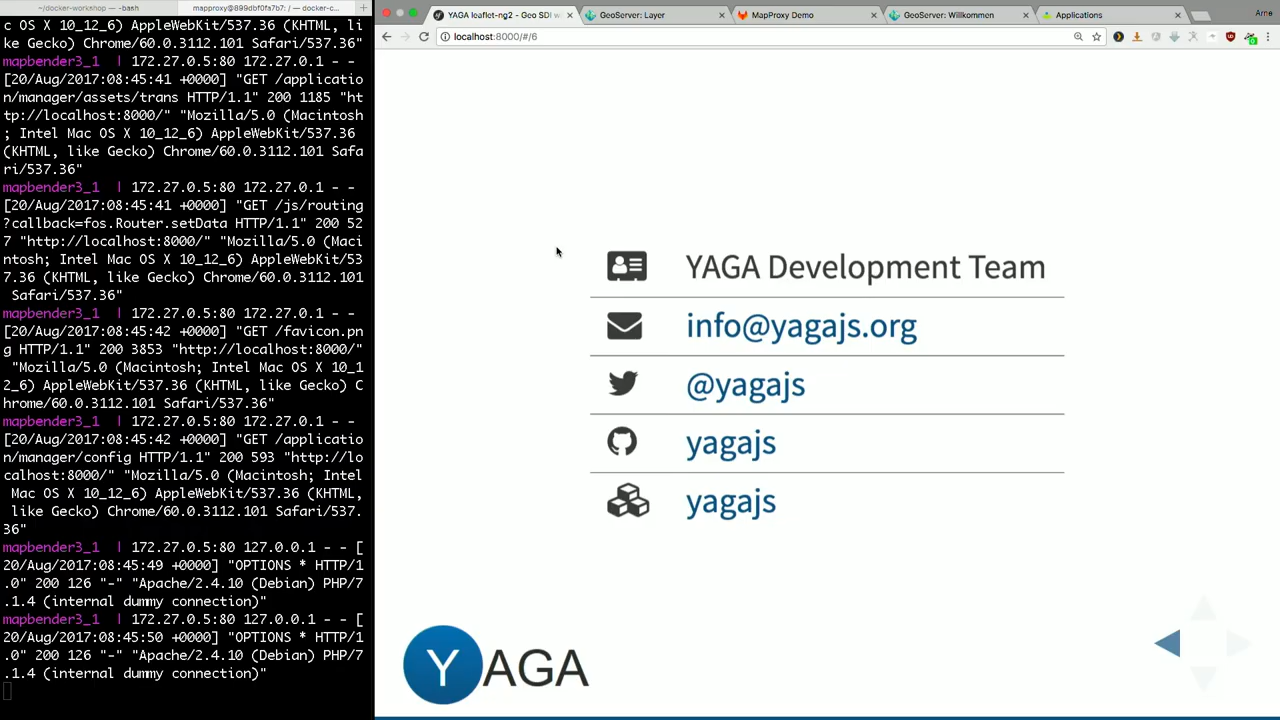 ~/docker-workshop — -bash
mapproxy@899dbf0fa7b7: / — docker-c...
c OS X 10_12_6) AppleWebKit/537.36 (KHTML, li
ke Gecko) Chrome/60.0.3112.101 Safari/537.36"
mapbender3_1  | 172.27.0.5:80 172.27.0.1 - -
[20/Aug/2017:08:45:41 +0000] "GET /applicatio
n/manager/assets/trans HTTP/1.1" 200 1185 "ht
tp://localhost:8000/" "Mozilla/5.0 (Macintosh
; Intel Mac OS X 10_12_6) AppleWebKit/537.36
(KHTML, like Gecko) Chrome/60.0.3112.101 Safa
ri/537.36"
mapbender3_1  | 172.27.0.5:80 172.27.0.1 - -
[20/Aug/2017:08:45:41 +0000] "GET /js/routing
?callback=fos.Router.setData HTTP/1.1" 200 52
7 "http://localhost:8000/" "Mozilla/5.0 (Maci
ntosh; Intel Mac OS X 10_12_6) AppleWebKit/53
7.36 (KHTML, like Gecko) Chrome/60.0.3112.101
Safari/537.36"
mapbender3_1  | 172.27.0.5:80 172.27.0.1 - -
[20/Aug/2017:08:45:42 +0000] "GET /favicon.pn
g HTTP/1.1" 200 3853 "http://localhost:8000/"
"Mozilla/5.0 (Macintosh; Intel Mac OS X 10_1
2_6) AppleWebKit/537.36 (KHTML, like Gecko) C
hrome/60.0.3112.101 Safari/537.36"
mapbender3_1  | 172.27.0.5:80 172.27.0.1 - -
[20/Aug/2017:08:45:42 +0000] "GET /applicatio
n/manager/config HTTP/1.1" 200 593 "http://lo
calhost:8000/" "Mozilla/5.0 (Macintosh; Intel
Mac OS X 10_12_6) AppleWebKit/537.36 (KHTML,
like Gecko) Chrome/60.0.3112.101 Safari/537.
36"
mapbender3_1  | 172.27.0.5:80 127.0.0.1 - - [
20/Aug/2017:08:45:49 +0000] "OPTIONS * HTTP/1
.0" 200 126 "-" "Apache/2.4.10 (Debian) PHP/7
.1.4 (internal dummy connection)"
mapbender3_1  | 172.27.0.5:80 127.0.0.1 - - [
20/Aug/2017:08:45:50 +0000] "OPTIONS * HTTP/1
.0" 200 126 "-" "Apache/2.4.10 (Debian) PHP/7
.1.4 (internal dummy connection)"
YAGA leaflet-ng2 – Geo SDI w
GeoServer: Layer
MapProxy Demo
GeoServer: Willkommen
Applications
Arne
localhost:8000/#/6
YAGA Development Team
info@yagajs.org
@yagajs
yagajs
yagajs
YAGA